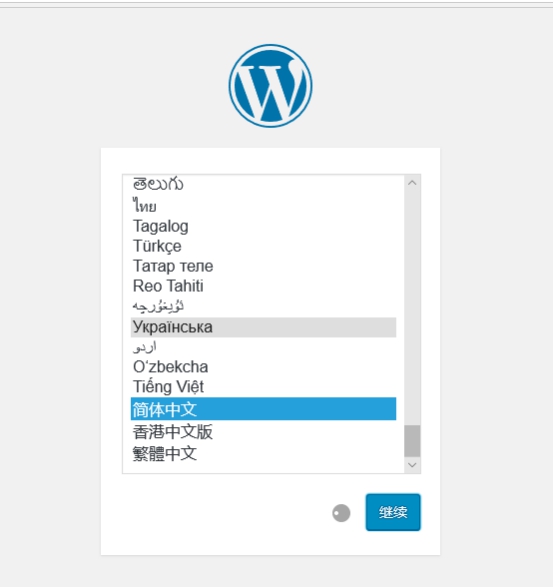 తెలుగు
ไทย
Tagalog
Türkçe
Татар теле
Reo Tahiti
ئۇيغۇرچە
Українська
اردو
O‘zbekcha
Tiếng Việt
简体中文
香港中文版
繁體中文
继续